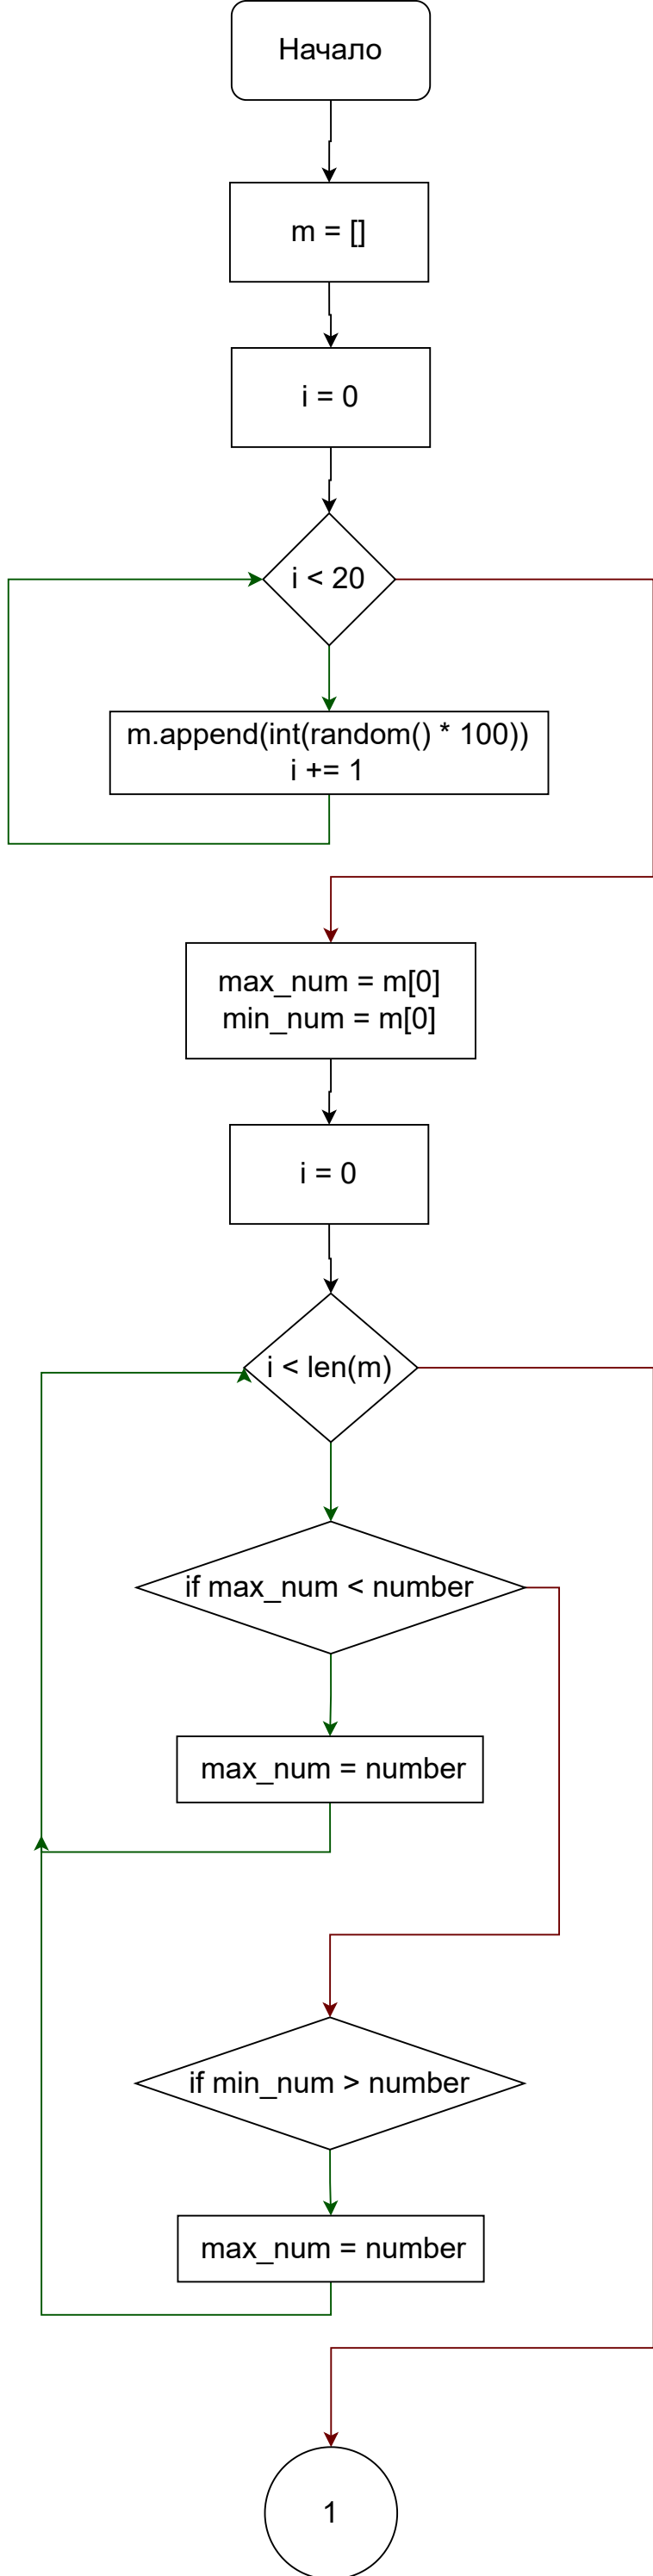 Начало
m = []
i = 0
i < 20
m.append(int(random() * 100))
i += 1
max_num = m[0]
min_num = m[0]
i = 0
i < len(m)
if max_num < number
max_num = number
if min_num > number
max_num = number
1